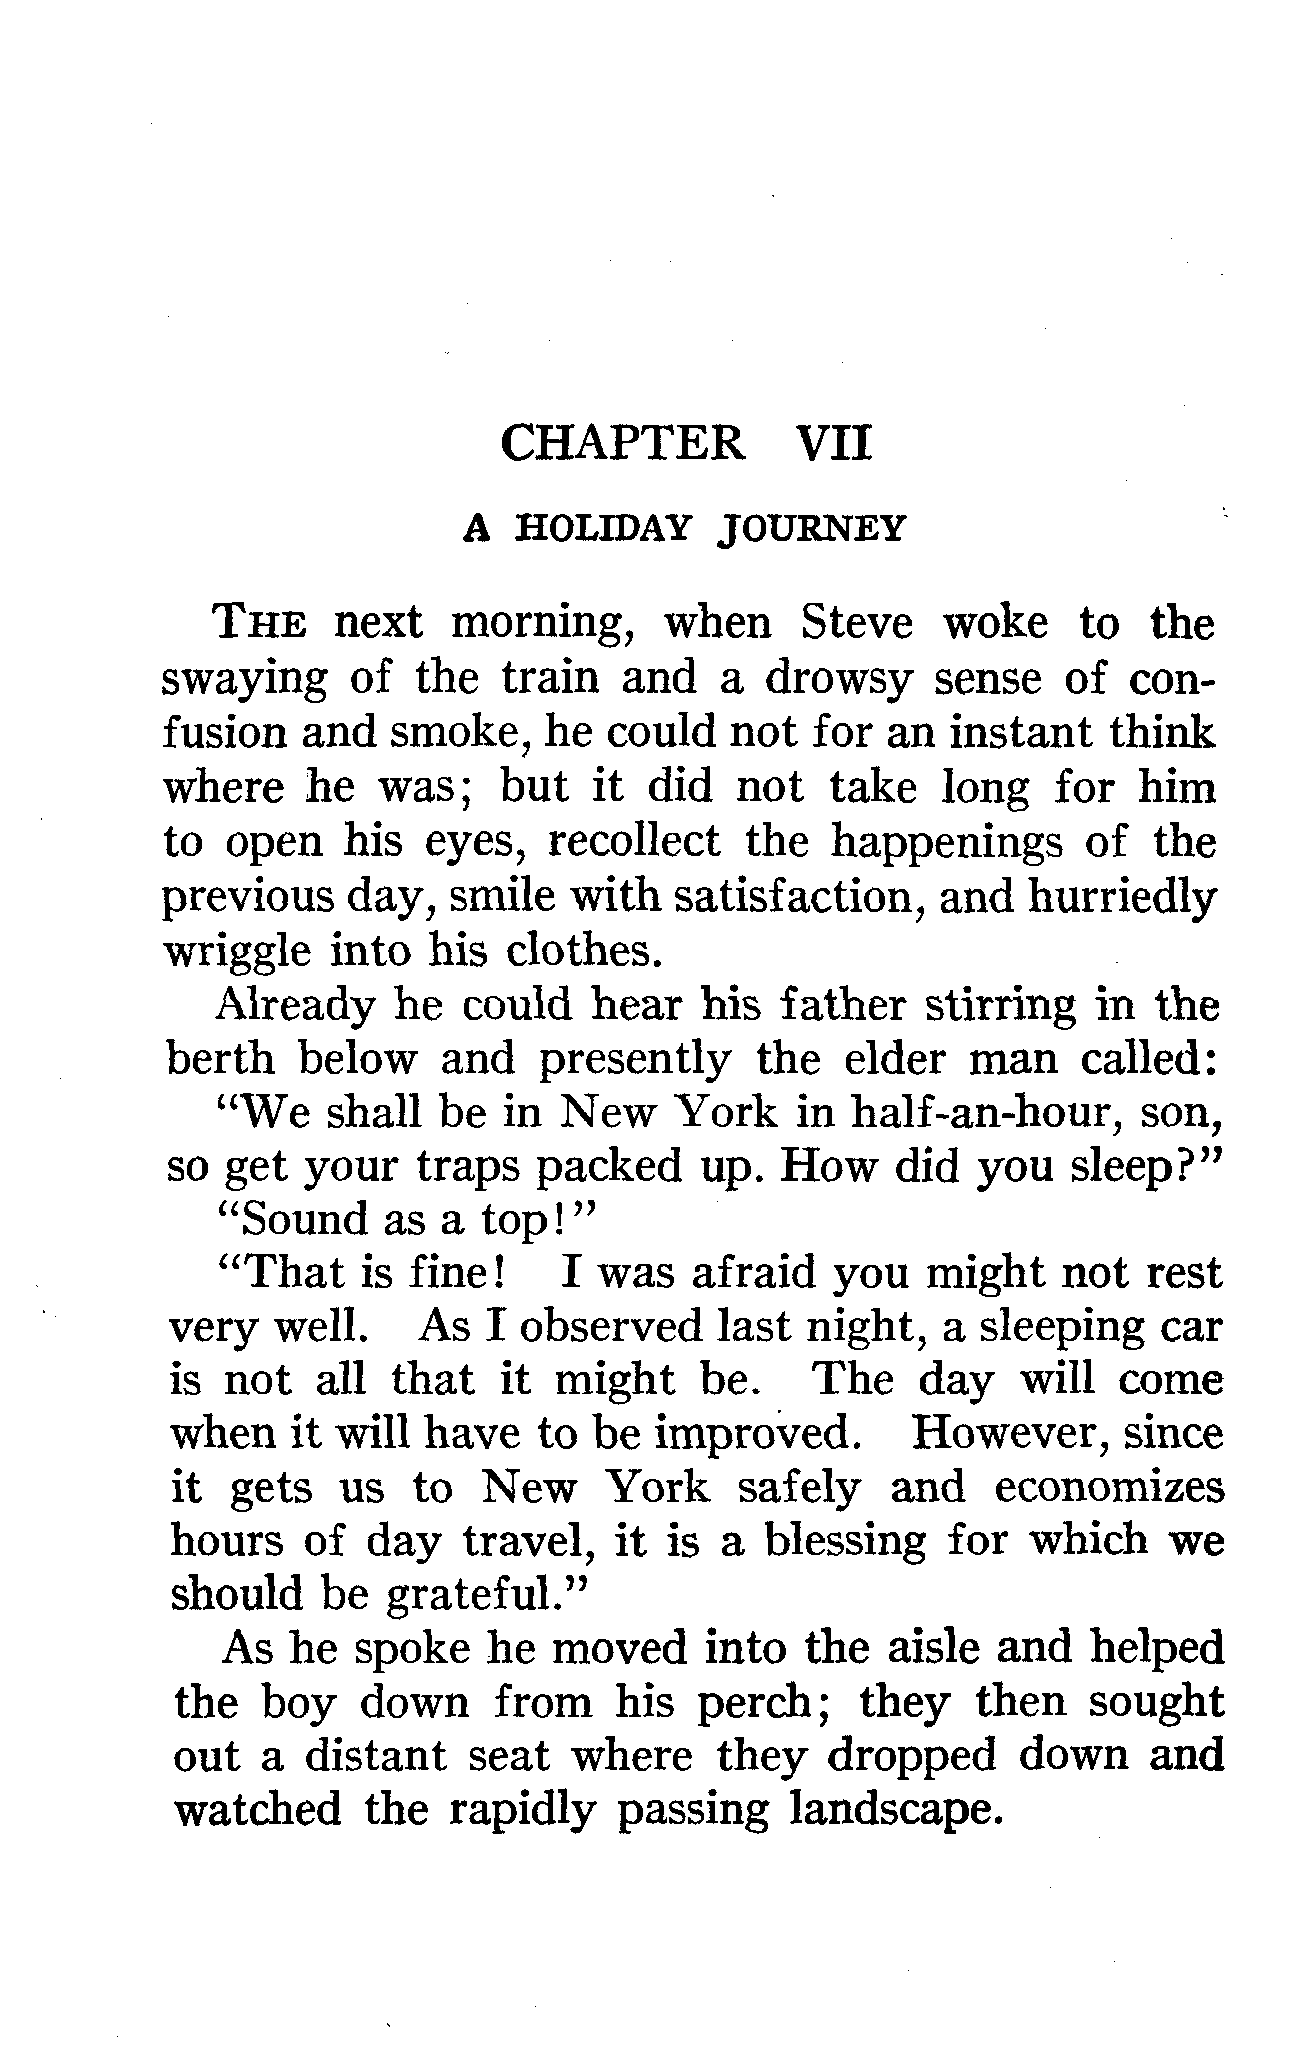 CHAPTER VII
A HOLIDAY JOURNEY
THE next morning, when Steve woke to the
swaying of the train and a drowsy sense of con-
fusion and smoke, he could not for an instant think
where he was; but it did not take long for him
to open his eyes, recollect the happenings of the
previous day, smile with satisfaction, and hurriedly
wriggle into his clothes.
Already he could hear his father stirring in the
berth below and presently the elder man called:
“We shall be in New York in half-an-hour, son,
so get your traps packed up. How did you sleep?”
“Sound as a top!”
“That is fine! I was afraid you might not rest
very well. As I observed last night, a sleeping car
is not all that it might be. The day will come
when it will have to be improved. However, since
it gets us to New York safely and economizes
hours of day travel, it is a blessing for which we
should be grateful.”
As he spoke he moved into the aisle and helped
the boy down from his perch; they then sought
out a distant seat where they dropped down and
watched the rapidly passing landscape.